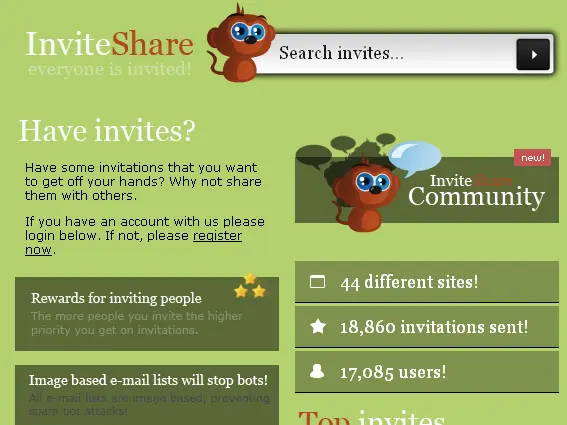 InviteShare
everyone is invited!
Search invites...
Have invites?
Have some invitations that you want
to get off your hands? Why not share
them with others.
If you have an account with us please
login below. If not, please register
now.
Rewards for inviting people
The more people you invite the higher
priority you get on invitations.
Image based e-mail lists will stop bots!
All e-mail lists are image based, preventing
spam bot attacks!
new!
InviteShare
Community
44 different sites!
18,860 invitations sent!
17,085 users!
Top invites